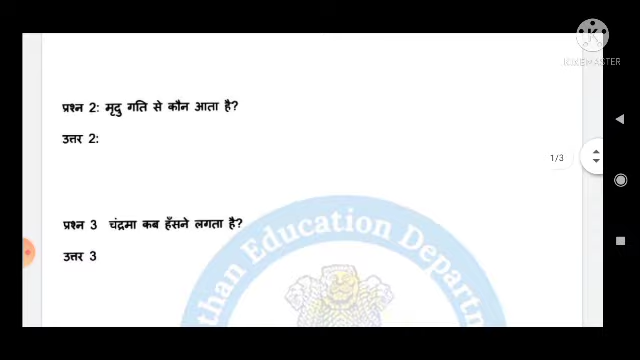 KINEMASTER
प्रश्न 2: मृदु गति से कौन आता है?
उत्तर 2:
1/3
प्रश्न 3 चंद्रमा कब हँसने लगता है?
उत्तर 3
than Education Departm